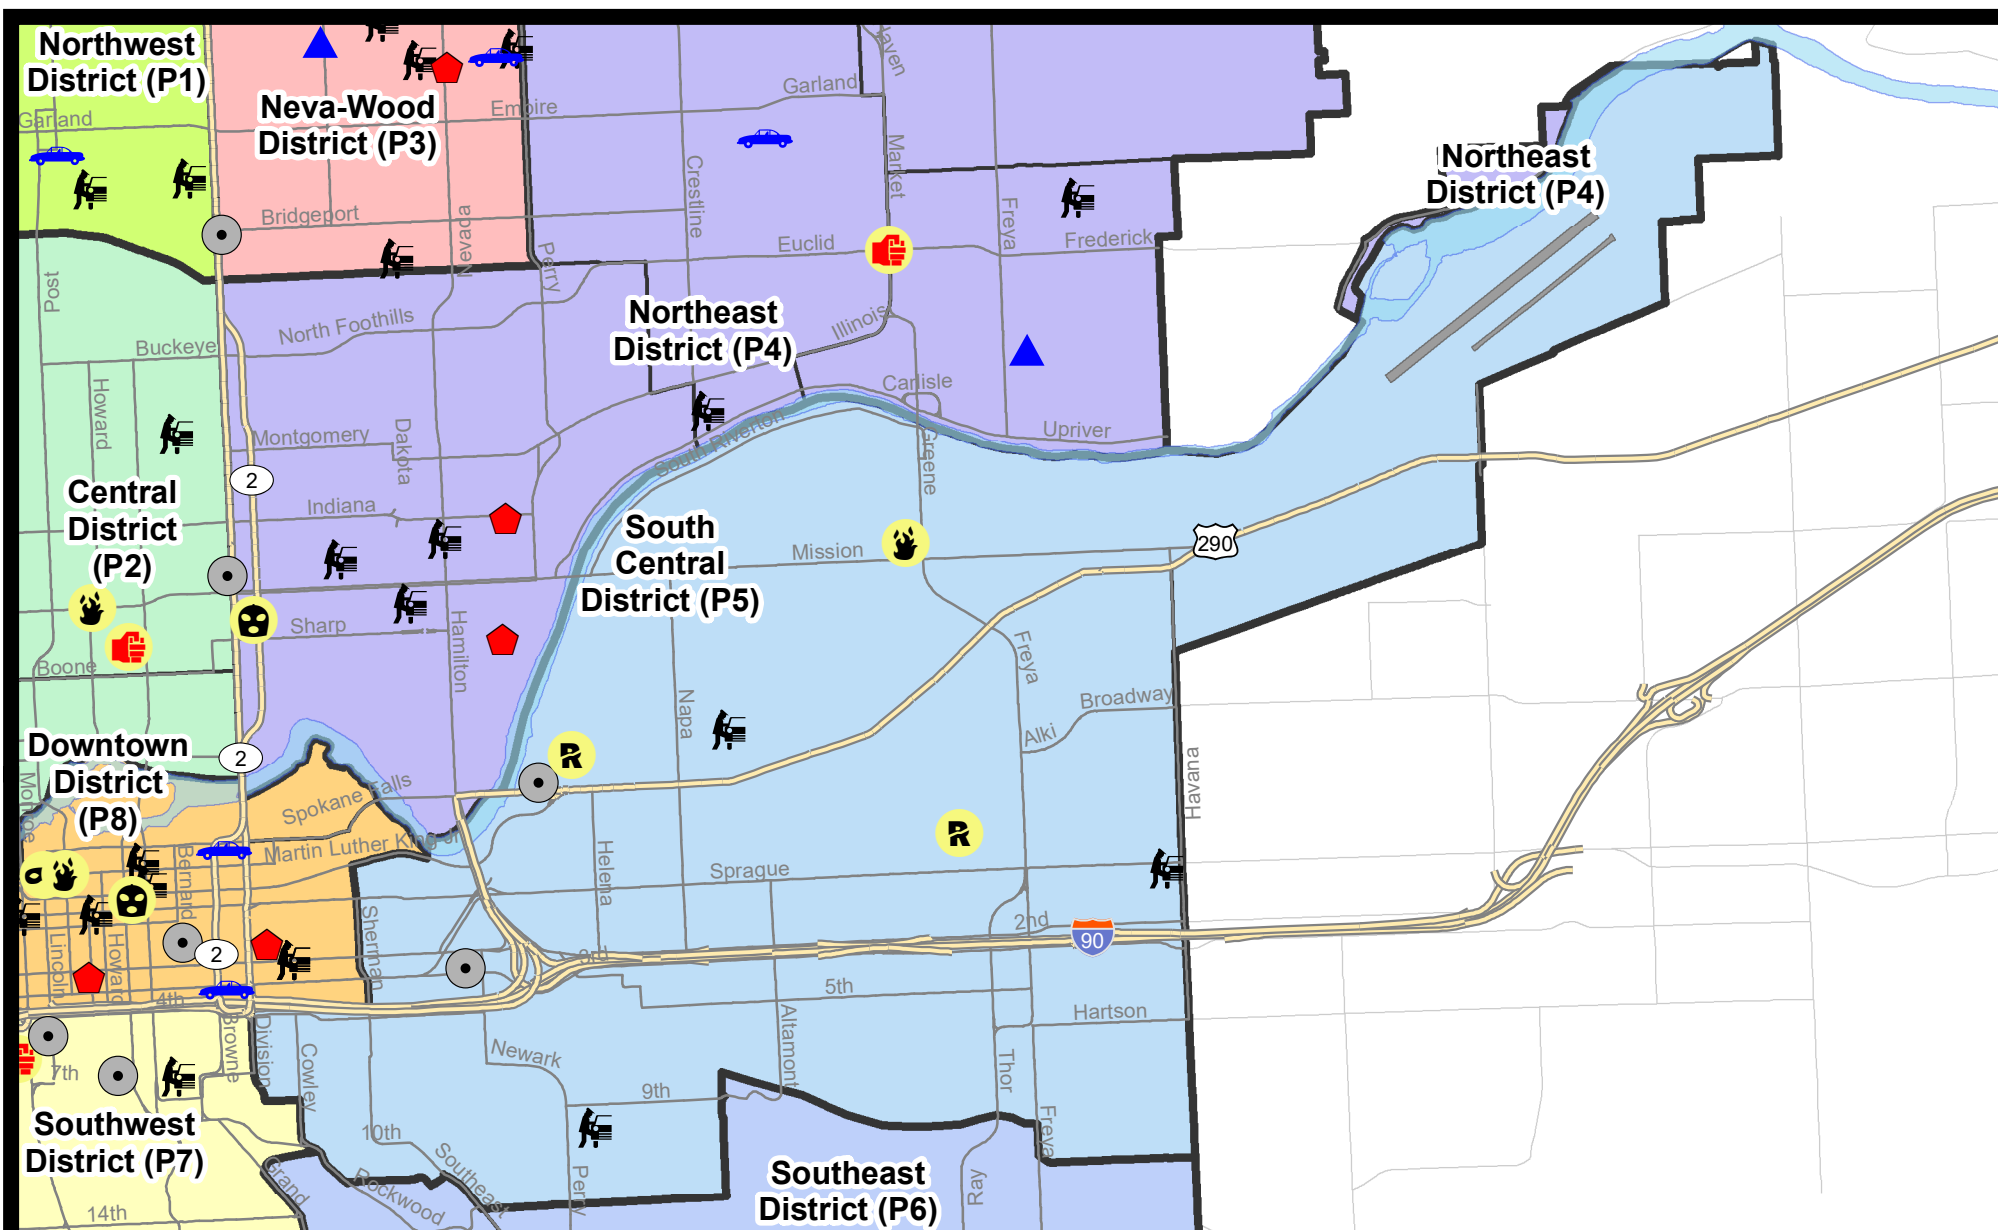 Northwest
District (P1)
Neva-Wood
District (P3)
Northeast
District (P4)
Northeast
District (P4)
Central
District
(P2)
South
Central
District (P5)
Downtown
District
(P8)
Southwest
District (P7)
Southeast
District (P6)
Garland
Empire
Garland
Haven
Market
Crestline
Freya
Bridgeport
Nevada
Perry
Euclid
Frederick
Post
North Foothills
Illinois
Buckeye
Howard
Carlisle
Montgomery
Dakota
South Riverton
Upriver
Greene
2
Indiana
Mission
290
Sharp
Hamilton
Boone
Freya
Napa
Broadway
Alki
Havana
2
Monroe
Spokane Falls
Martin Luther King Jr
Bernard
Helena
Sprague
Sherman
2nd
90
Lincoln
Howard
2
3rd
4th
5th
Hartson
Altamont
Browne
Division
Cowley
Newark
Thor
7th
9th
Freya
10th
Southeast
Perry
Ray
Grand
Rockwood
14th